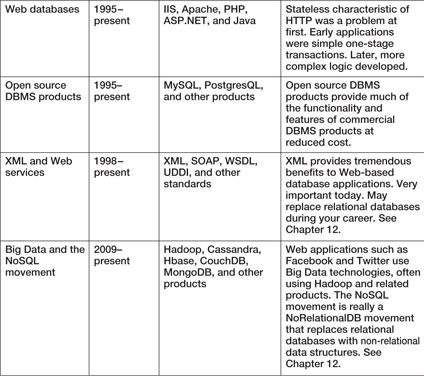 Web databases
1995–
present
IIS, Apache, PHP,
ASP.NET, and Java
Stateless characteristic of
HTTP was a problem at
first. Early applications
were simple one-stage
transactions. Later, more
complex logic developed.
Open source
DBMS products
1995–
present
MySQL, PostgresQL,
and other products
Open source DBMS
products provide much of
the functionality and
features of commercial
DBMS products at
reduced cost.
XML and Web
services
1998–
present
XML, SOAP, WSDL,
UDDI, and other
standards
XML provides tremendous
benefits to Web-based
database applications. Very
important today. May
replace relational databases
during your career. See
Chapter 12.
Big Data and the
NoSQL
movement
2009–
present
Hadoop, Cassandra,
Hbase, CouchDB,
MongoDB, and other
products
Web applications such as
Facebook and Twitter use
Big Data technologies, often
using Hadoop and related
products. The NoSQL
movement is really a
NoRelationalDB movement
that replaces relational
databases with non-relational
data structures. See
Chapter 12.